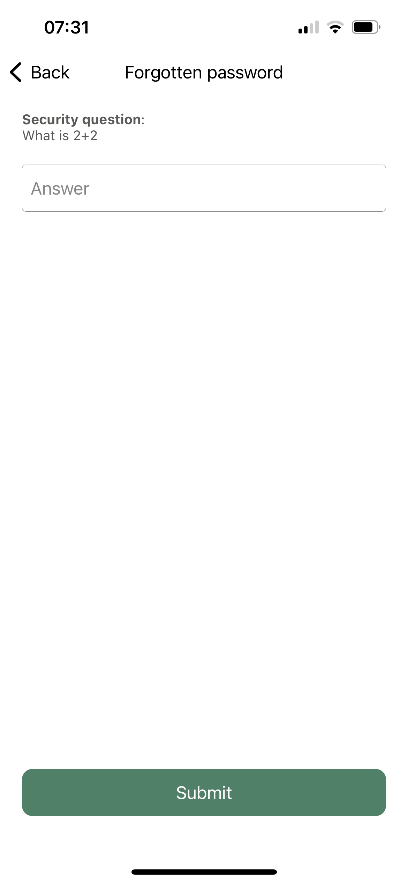 07:31
Back
Forgotten password
Security question:
What is 2+2
Answer
Submit